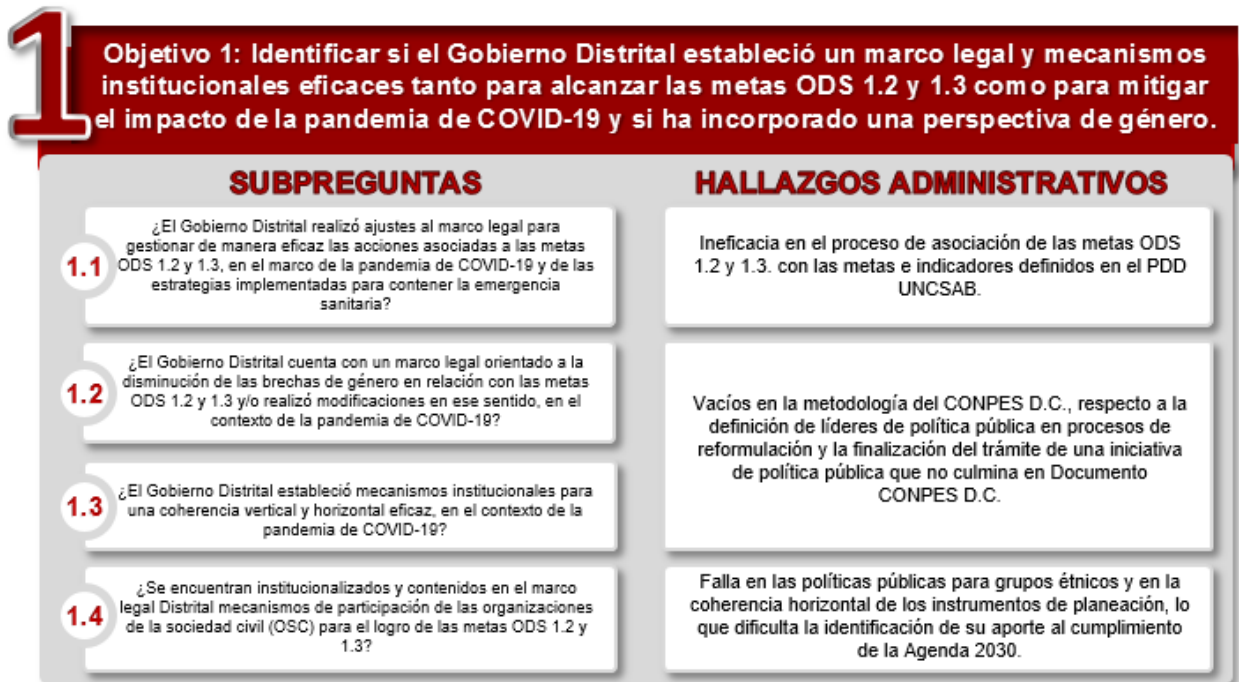 1
Objetivo 1: Identificar si el Gobierno Distrital estableció un marco legal y mecanismos
institucionales eficaces tanto para alcanzar las metas ODS 1.2 y 1.3 como para mitigar
el impacto de la pandemia de COVID-19 y si ha incorporado una perspectiva de género.
SUBPREGUNTAS
HALLAZGOS ADMINISTRATIVOS
1.1
¿El Gobierno Distrital realizó ajustes al marco legal para
gestionar de manera eficaz las acciones asociadas a las metas
ODS 1.2 y 1.3, en el marco de la pandemia de COVID-19 y de las
estrategias implementadas para contener la emergencia
sanitaria?
Ineficacia en el proceso de asociación de las metas ODS
1.2 y 1.3. con las metas e indicadores definidos en el PDD
UNCSAB.
1.2
¿El Gobierno Distrital cuenta con un marco legal orientado a la
disminución de las brechas de género en relación con las metas
ODS 1.2 y 1.3 y/o realizó modificaciones en ese sentido, en el
contexto de la pandemia de COVID-19?
Vacíos en la metodología del CONPES D.C., respecto a la
definición de líderes de política pública en procesos de
reformulación y la finalización del trámite de una iniciativa
de política pública que no culmina en Documento
CONPES D.C.
1.3
¿El Gobierno Distrital estableció mecanismos institucionales para
una coherencia vertical y horizontal eficaz, en el contexto de la
pandemia de COVID-19?
1.4
¿Se encuentran institucionalizados y contenidos en el marco
legal Distrital mecanismos de participación de las organizaciones
de la sociedad civil (OSC) para el logro de las metas ODS 1.2 y
1.3?
Falla en las políticas públicas para grupos étnicos y en la
coherencia horizontal de los instrumentos de planeación, lo
que dificulta la identificación de su aporte al cumplimiento
de la Agenda 2030.